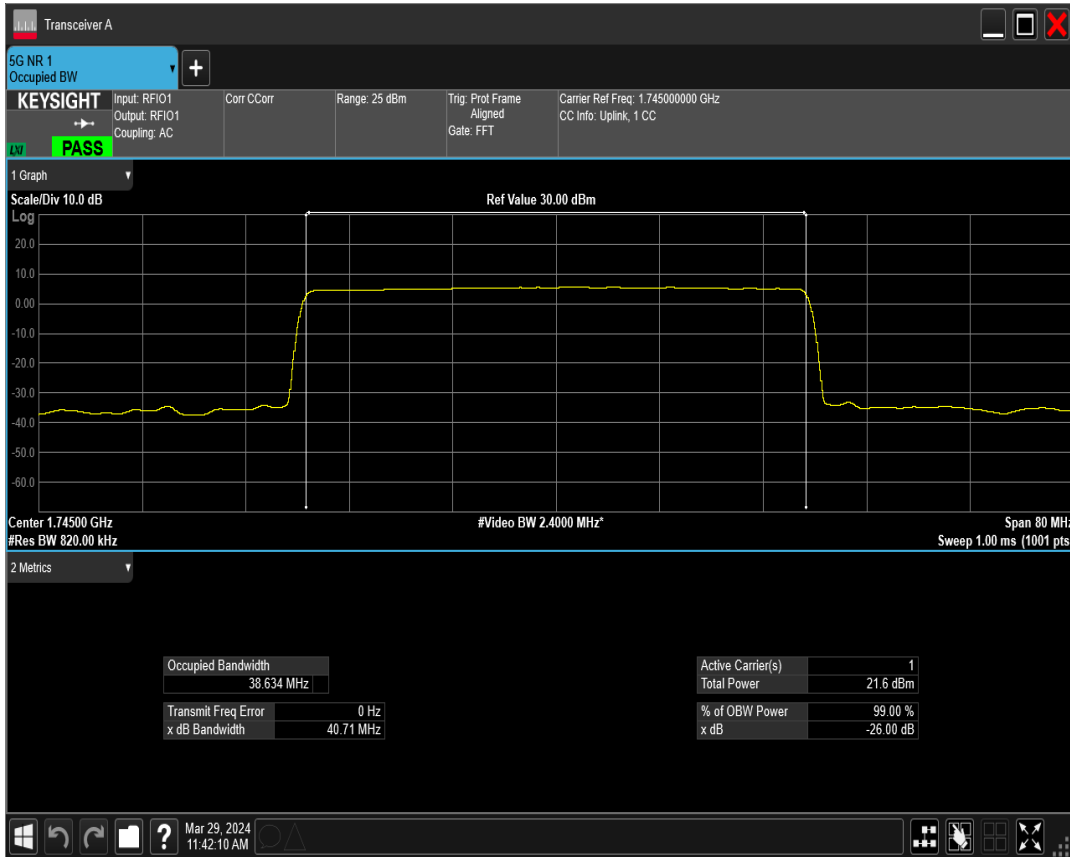 Transceiver A
5G NR 1
Occupied BW
KEYSIGHT
LXI
PASS
Input: RFIO1
Output: RFIO1
Coupling: AC
Corr CCorr
Range: 25 dBm
Trig: Prot Frame
Aligned
Gate: FFT
Carrier Ref Freq: 1.745000000 GHz
CC Info: Uplink, 1 CC
1 Graph
Scale/Div 10.0 dB
Ref Value 30.00 dBm
Log
20.0
10.0
0.00
-10.0
-20.0
-30.0
-40.0
-50.0
-60.0
Center 1.74500 GHz
#Video BW 2.4000 MHz*
Span 80 MHz
#Res BW 820.00 kHz
Sweep 1.00 ms (1001 pts
2 Metrics
Occupied Bandwidth
38.634 MHz
Transmit Freq Error 0 Hz
x dB Bandwidth 40.71 MHz
Active Carrier(s) 1
Total Power 21.6 dBm
% of OBW Power 99.00 %
x dB -26.00 dB
?
Mar 29, 2024
11:42:10 AM